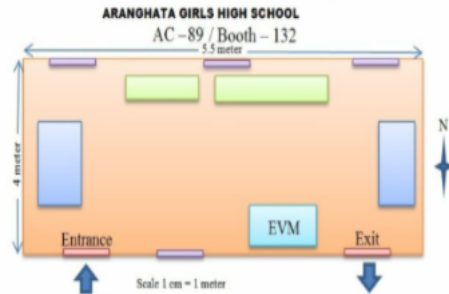 ARANGHATA GIRLS HIGH SCHOOL
AC –89 / Booth – 132
5.5 meter
4 meter
N
EVM
Entrance
Exit
Scale 1 cm = 1 meter